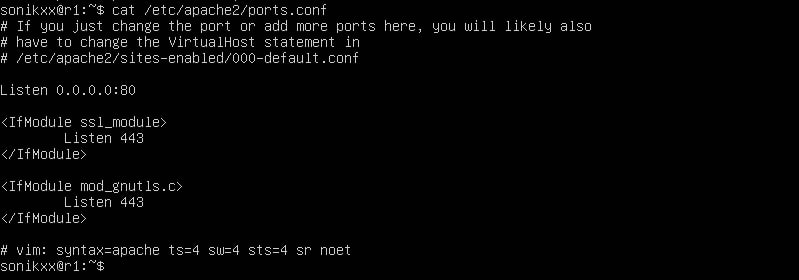 sonikxx@r1:~$ cat /etc/apache2/ports.conf
# If you just change the port or add more ports here, you will likely also
# have to change the VirtualHost statement in
# /etc/apache2/sites-enabled/000-default.conf
Listen 0.0.0.0:80
<IfModule ssl_module>
Listen 443
</IfModule>
<IfModule mod_gnutls.c>
Listen 443
</IfModule>
# vim: syntax=apache ts=4 sw=4 sts=4 sr noet
sonikxx@r1:~$